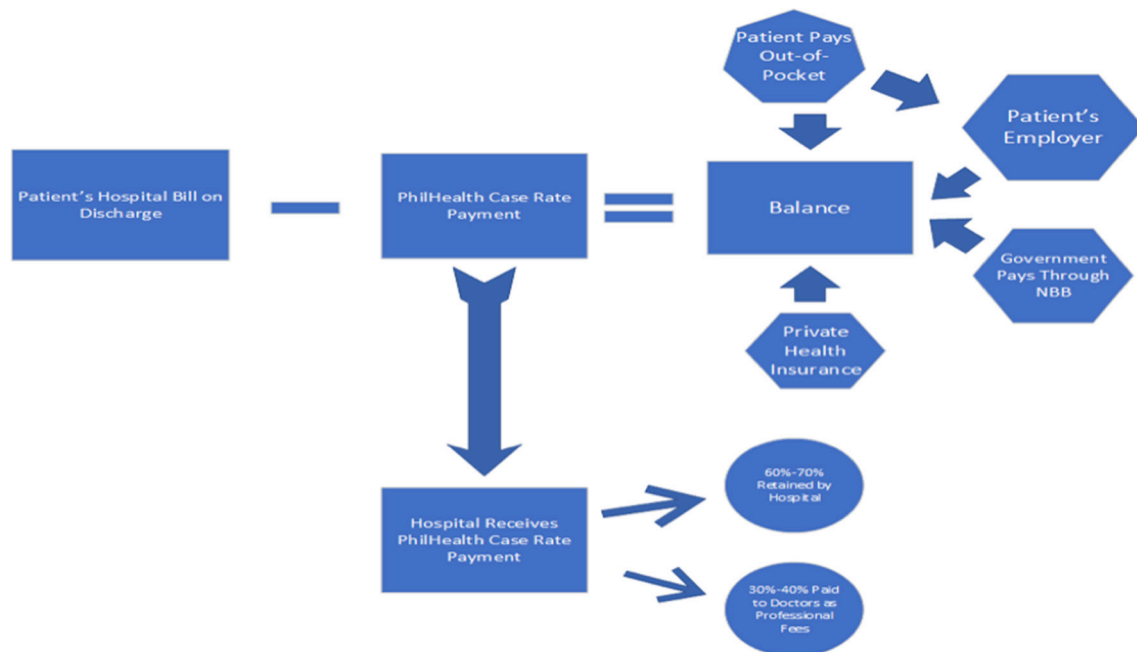 Patient Pays
Out-of-
Pocket
Patient's
Employer
Patient's Hospital Bill on
Discharge
PhilHealth Case Rate
Payment
Balance
Government
Pays Through
NBB
Private
Health
Insurance
Hospital Receives
PhilHealth Case Rate
Payment
60%-70%
Retained by
Hospital
30%-40% Paid
to Doctors as
Professional
Fees